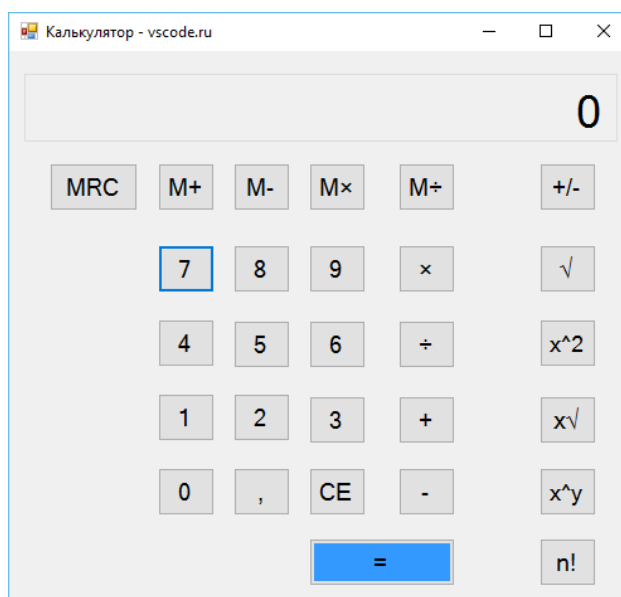 Калькулятор - vscode.ru
0
MRC M+ M- M× M÷ +/-
7 8 9 × √
4 5 6 ÷ x^2
1 2 3 + x√
0 , CE - x^y
= n!